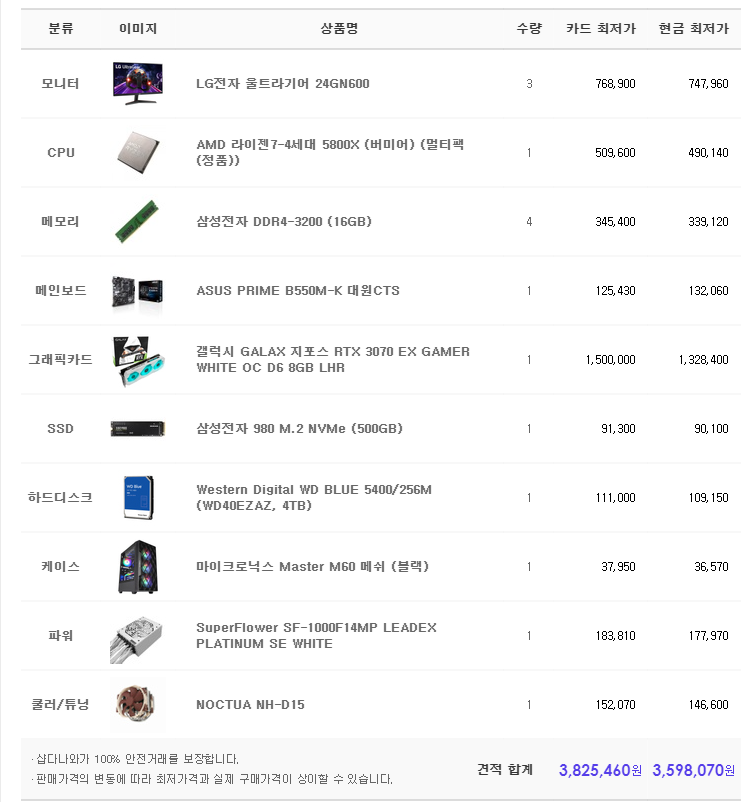 분류 이미지 상품명 수량 카드 최저가 현금 최저가
모니터 LG전자 울트라기어 24GN600 3 768,900 747,960
CPU AMD 라이젠7-4세대 5800X (버미어) (멀티팩
(정품)) 1 509,600 490,140
메모리 삼성전자 DDR4-3200 (16GB) 4 345,400 339,120
메인보드 ASUS PRIME B550M-K 대원CTS 1 125,430 132,060
그래픽카드 갤럭시 GALAX 지포스 RTX 3070 EX GAMER
WHITE OC D6 8GB LHR 1 1,500,000 1,328,400
SSD 삼성전자 980 M.2 NVMe (500GB) 1 91,300 90,100
하드디스크 Western Digital WD BLUE 5400/256M
(WD40EZAZ, 4TB) 1 111,000 109,150
케이스 마이크로닉스 Master M60 메쉬 (블랙) 1 37,950 36,570
파워 SuperFlower SF-1000F14MP LEADEX
PLATINUM SE WHITE 1 183,810 177,970
쿨러/튜닝 NOCTUA NH-D15 1 152,070 146,600
· 샵다나와가 100% 안전거래를 보장합니다.
· 판매가격의 변동에 따라 최저가격과 실제 구매가격이 상이할 수 있습니다.
견적 합계 3,825,460원 3,598,070원